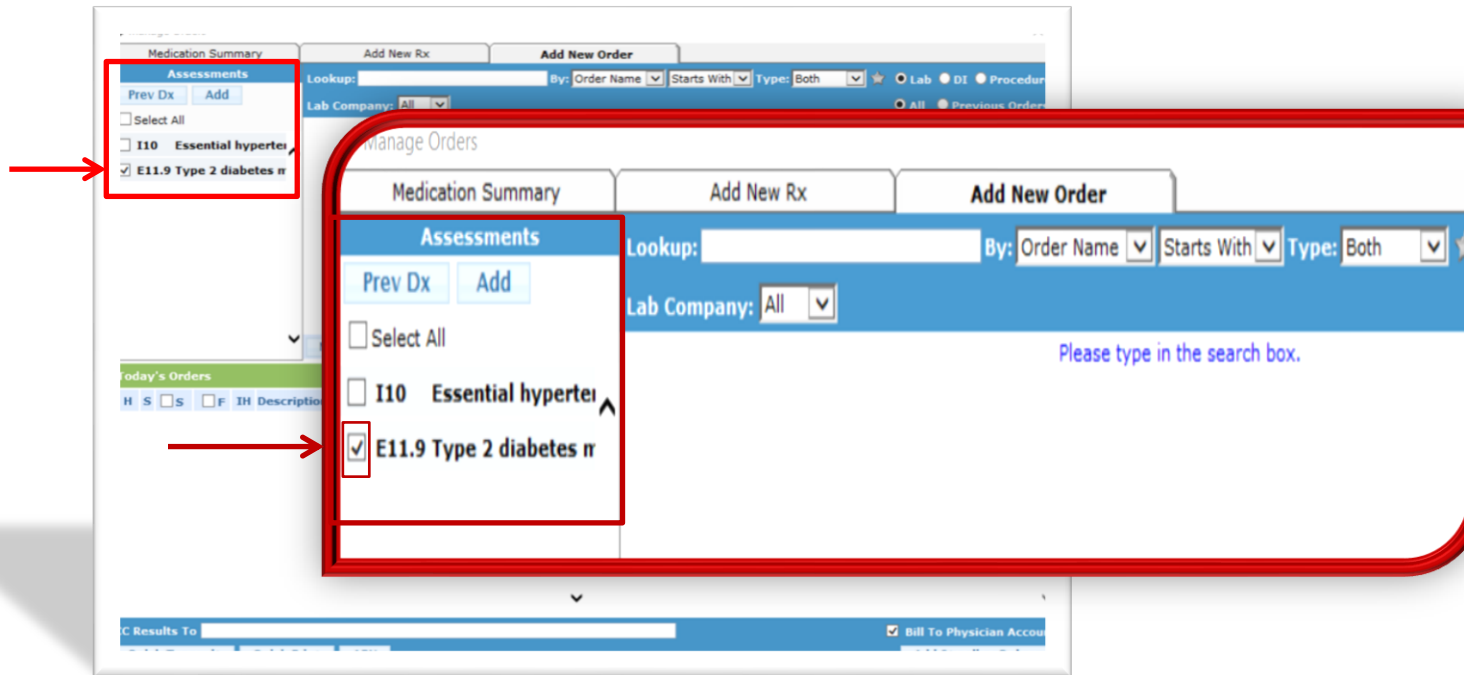 Medication Summary Add New Rx Add New Order
Assessments
Prev Dx Add
Select All
I10 Essential hyperte
E11.9 Type 2 diabetes m
Lookup: By: Order Name Starts With Type: Both Lab DI Procedur
Lab Company: All All Previous Orders
Today's Orders
H S S F IH Description
CC Results To Bill To Physician Accou
Manage Orders
Medication Summary Add New Rx Add New Order
Assessments
Prev Dx Add
Select All
I10 Essential hyperte
E11.9 Type 2 diabetes m
Lookup: By: Order Name Starts With Type: Both
Lab Company: All
Please type in the search box.